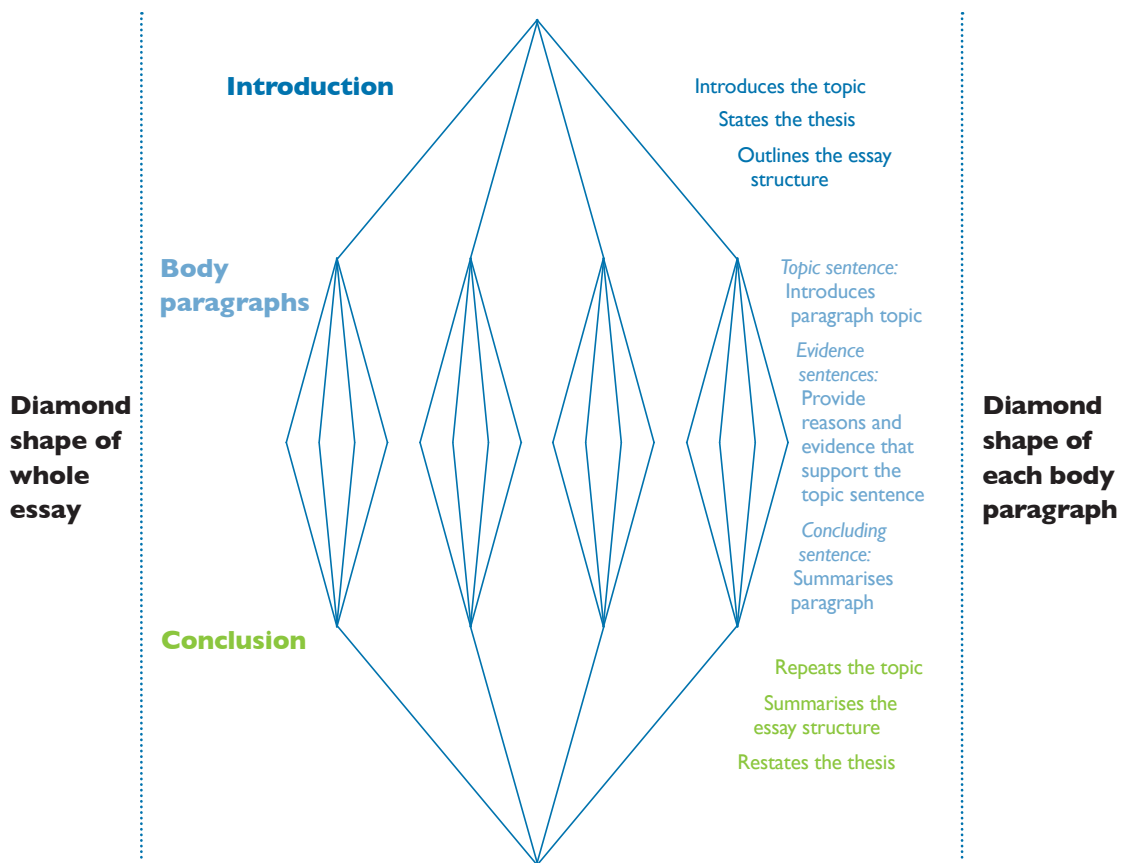 Introduction
Introduces the topic
States the thesis
Outlines the essay
structure
Body
paragraphs
Topic sentence:
Introduces
paragraph topic
Evidence
sentences:
Provide
reasons and
evidence that
support the
topic sentence
Concluding
sentence:
Summarises
paragraph
Diamond
shape of
whole
essay
Diamond
shape of
each body
paragraph
Conclusion
Repeats the topic
Summarises the
essay structure
Restates the thesis